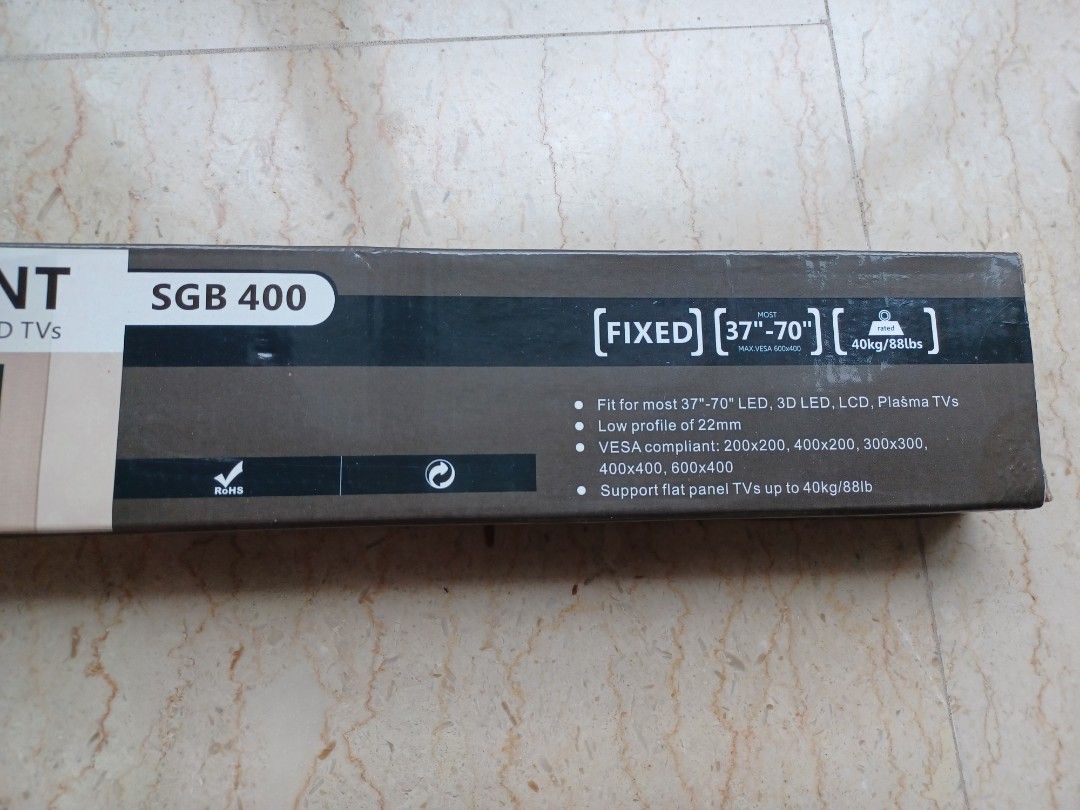 NT
D TVs
SGB 400
[FIXED]
MOST
[37"-70"]
MAX.VESA 600x400
rated
40kg/88lbs
• Fit for most 37"-70" LED, 3D LED, LCD, Plasma TVs
• Low profile of 22mm
• VESA compliant: 200x200, 400x200, 300x300,
400x400, 600x400
• Support flat panel TVs up to 40kg/88lb
RoHS